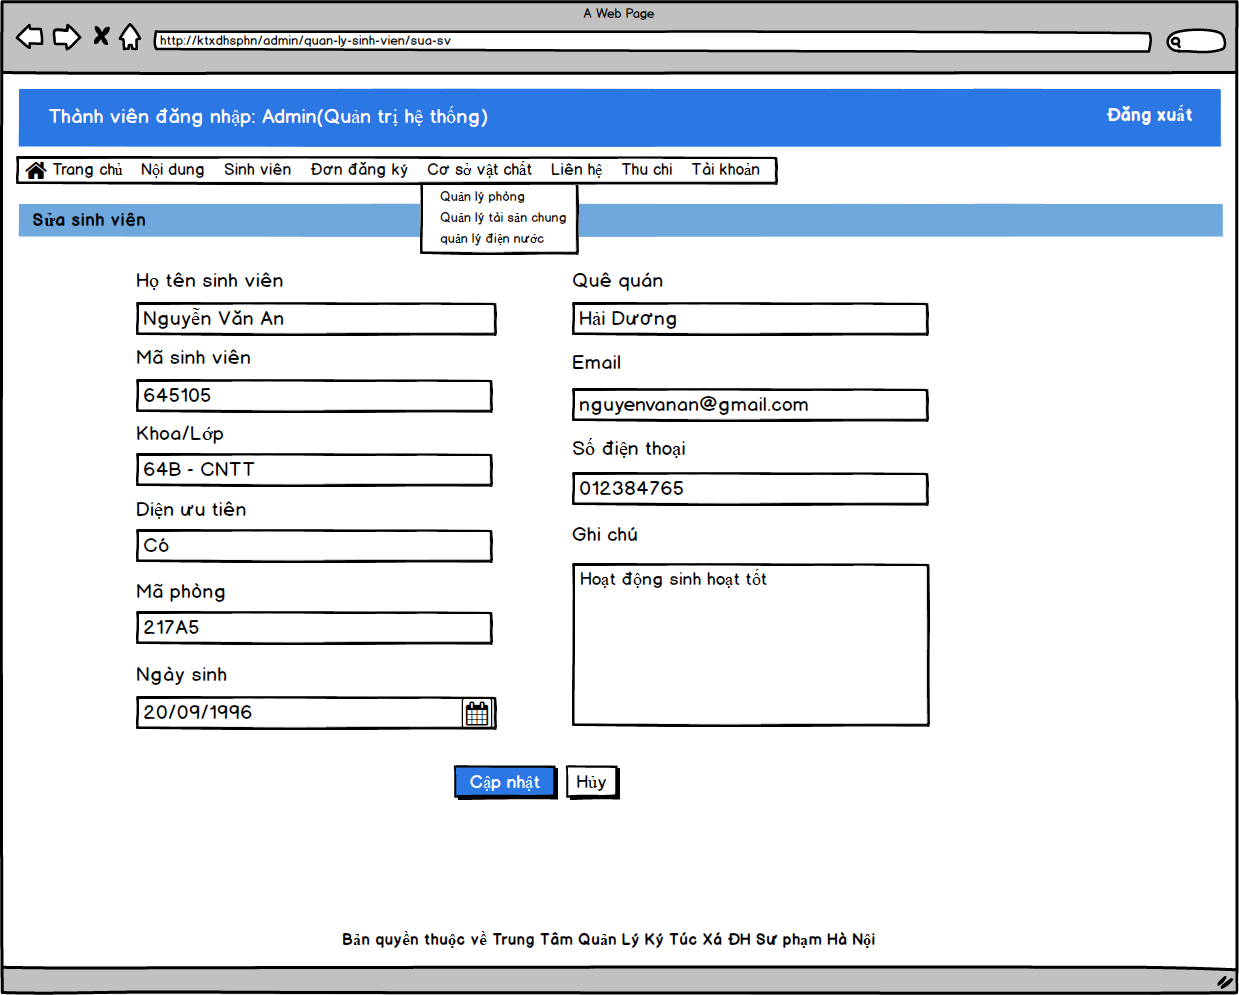 A Web Page
http://ktxdhsphn/admin/quan-ly-sinh-vien/sua-sv
Thành viên đăng nhập: Admin(Quản trị hệ thống)
Đăng xuất
Trang chủ Nội dung Sinh viên Đơn đăng ký Cơ sở vật chất Liên hệ Thu chi Tài khoản
Quản lý phòng
Quản lý tài sản chung
quản lý điện nước
Sửa sinh viên
Họ tên sinh viên
Nguyễn Văn An
Mã sinh viên
645105
Khoa/Lớp
64B - CNTT
Diện ưu tiên
Có
Mã phòng
217A5
Ngày sinh
20/09/1996
Quê quán
Hải Dương
Email
nguyenvanan@gmail.com
Số điện thoại
012384765
Ghi chú
Hoạt động sinh hoạt tốt
Cập nhật
Hủy
Bản quyền thuộc về Trung Tâm Quản Lý Ký Túc Xá ĐH Sư phạm Hà Nội